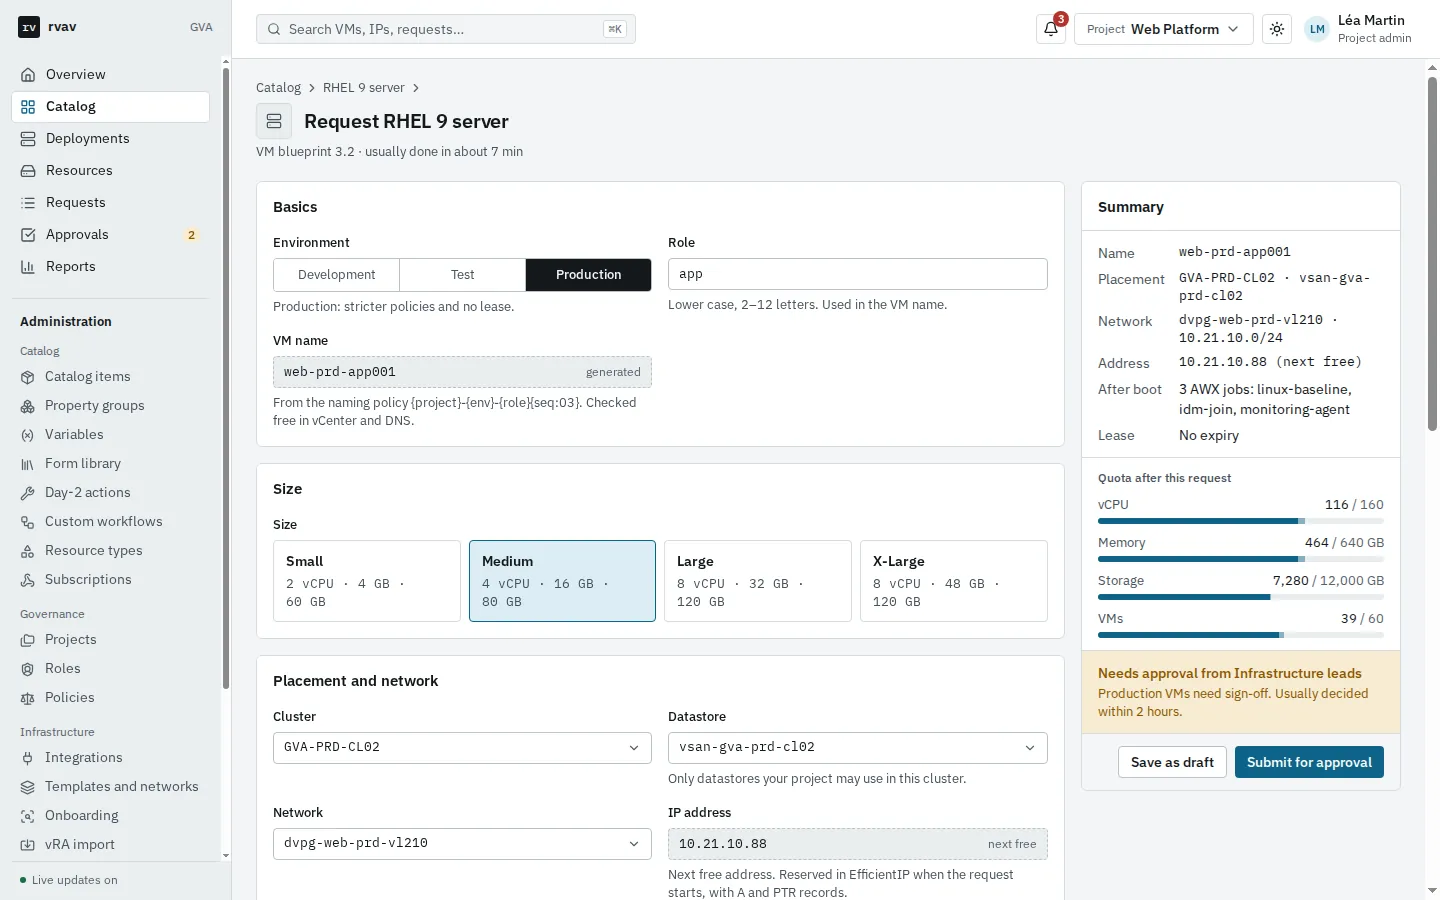 rv rvav GVA
Search VMs, IPs, requests... ⌘K
3
Project Web Platform
LM
Léa Martin
Project admin
Overview
Catalog
Deployments
Resources
Requests
Approvals 2
Reports
Administration
Catalog
Catalog items
Property groups
Variables
Form library
Day-2 actions
Custom workflows
Resource types
Subscriptions
Governance
Projects
Roles
Policies
Infrastructure
Integrations
Templates and networks
Onboarding
vRA import
Live updates on
Catalog > RHEL 9 server >
Request RHEL 9 server
VM blueprint 3.2 · usually done in about 7 min
Basics
Environment
Development Test Production
Production: stricter policies and no lease.
Role
app
Lower case, 2–12 letters. Used in the VM name.
VM name
web-prd-app001 generated
From the naming policy {project}-{env}-{role}{seq:03}. Checked
free in vCenter and DNS.
Size
Size
Small
2 vCPU · 4 GB ·
60 GB
Medium
4 vCPU · 16 GB ·
80 GB
Large
8 vCPU · 32 GB ·
120 GB
X-Large
8 vCPU · 48 GB ·
120 GB
Placement and network
Cluster
GVA-PRD-CL02
Datastore
vsan-gva-prd-cl02
Only datastores your project may use in this cluster.
Network
dvpg-web-prd-vl210
IP address
10.21.10.88 next free
Next free address. Reserved in EfficientIP when the request
starts, with A and PTR records.
Summary
Name web-prd-app001
Placement GVA-PRD-CL02 · vsan-gva-
prd-cl02
Network dvpg-web-prd-vl210 ·
10.21.10.0/24
Address 10.21.10.88 (next free)
After boot 3 AWX jobs: linux-baseline,
idm-join, monitoring-agent
Lease No expiry
Quota after this request
vCPU 116 / 160
Memory 464 / 640 GB
Storage 7,280 / 12,000 GB
VMs 39 / 60
Needs approval from Infrastructure leads
Production VMs need sign-off. Usually decided
within 2 hours.
Save as draft Submit for approval